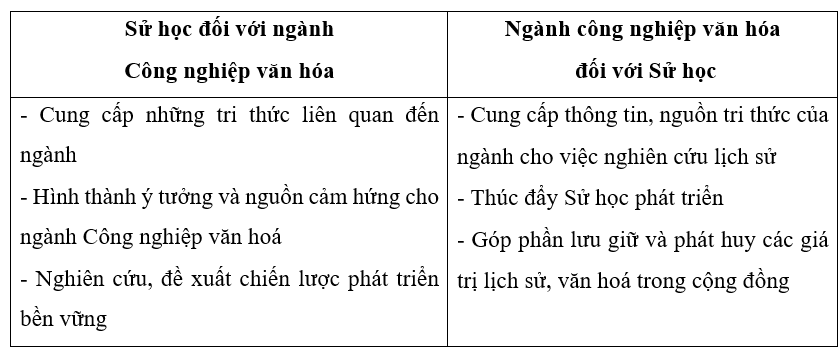 Sử học đối với ngành
Công nghiệp văn hóa
Ngành công nghiệp văn hóa
đối với Sử học
- Cung cấp những tri thức liên quan đến
ngành
- Hình thành ý tưởng và nguồn cảm hứng cho
ngành Công nghiệp văn hoá
- Nghiên cứu, đề xuất chiến lược phát triển
bền vững
- Cung cấp thông tin, nguồn tri thức của
ngành cho việc nghiên cứu lịch sử
- Thúc đẩy Sử học phát triển
- Góp phần lưu giữ và phát huy các giá
trị lịch sử, văn hoá trong cộng đồng